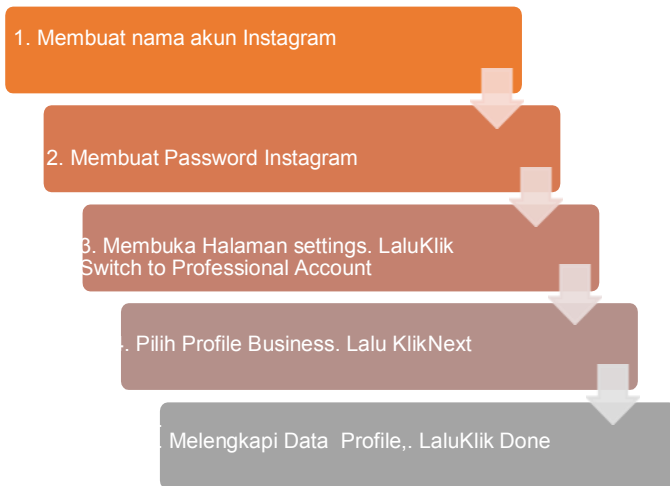 1. Membuat nama akun Instagram
2. Membuat Password Instagram
3. Membuka Halaman settings. LaluKlik
Switch to Professional Account
. Pilih Profile Business. Lalu KlikNext
Melengkapi Data Profile,. LaluKlik Done